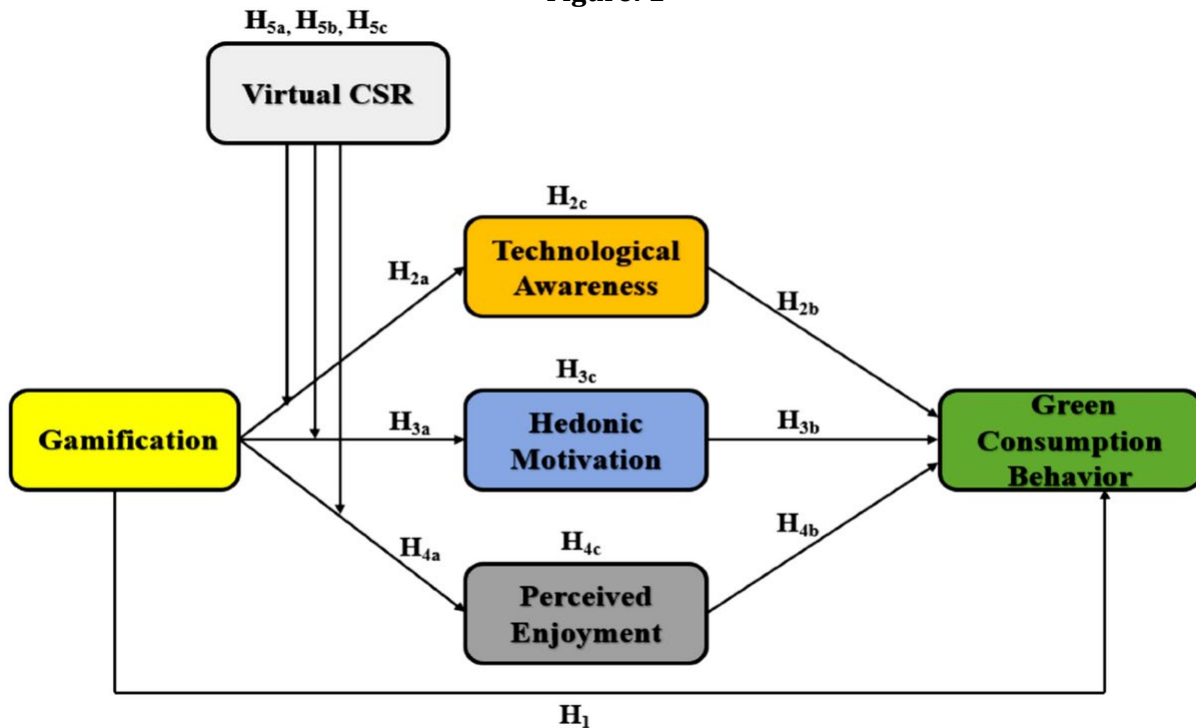 H5a, H5b, H5c
Virtual CSR
H2c
Technological
Awareness
H2a
H2b
H3c
Gamification
H3a
Hedonic
Motivation
H3b
Green
Consumption
Behavior
H4a
H4c
H4b
Perceived
Enjoyment
H1